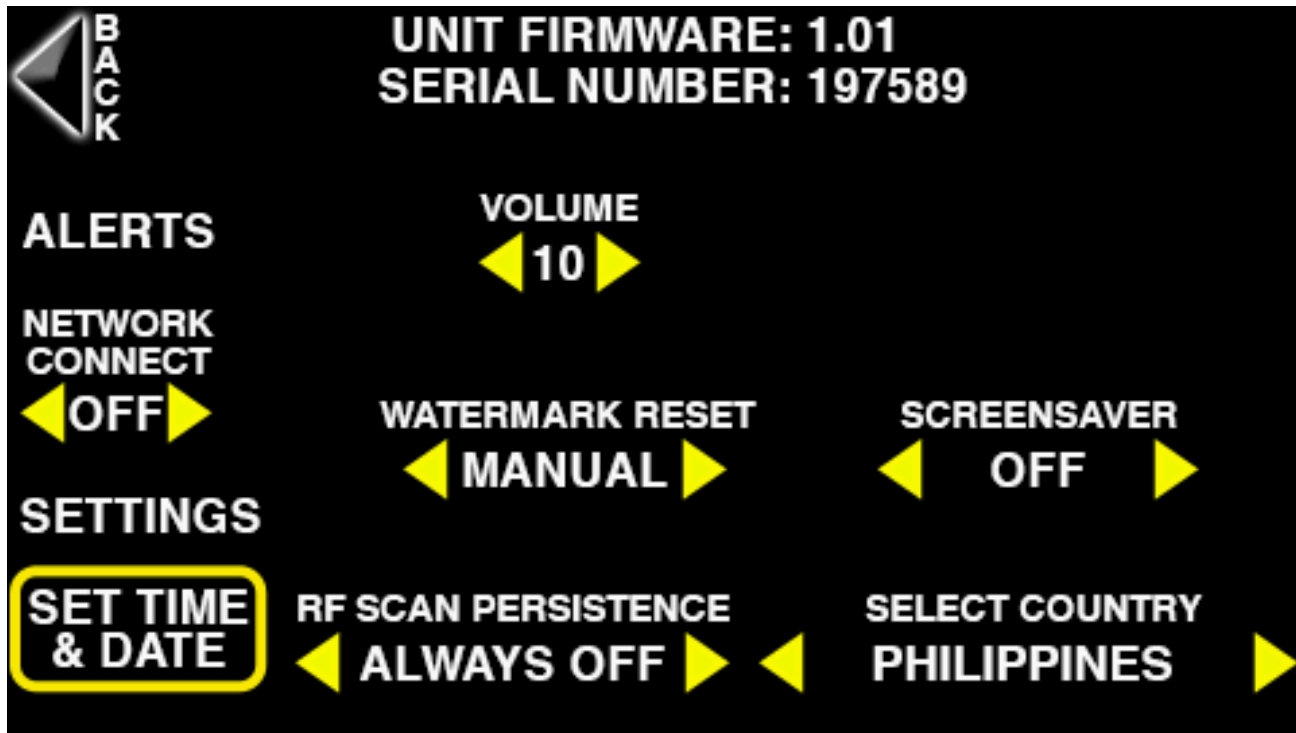 BACK
UNIT FIRMWARE: 1.01
SERIAL NUMBER: 197589
ALERTS
VOLUME
10
NETWORK
CONNECT
OFF
WATERMARK RESET
MANUAL
SCREENSAVER
OFF
SETTINGS
SET TIME
& DATE
RF SCAN PERSISTENCE
ALWAYS OFF
SELECT COUNTRY
PHILIPPINES